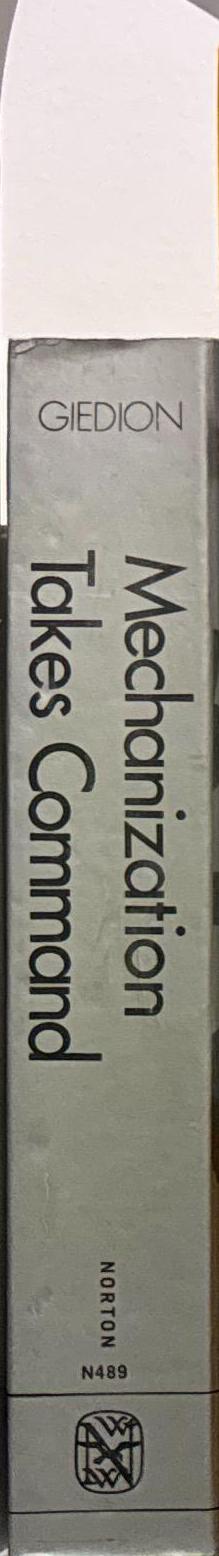 GIEDION
Mechanization
Takes Command
NORTON
N489